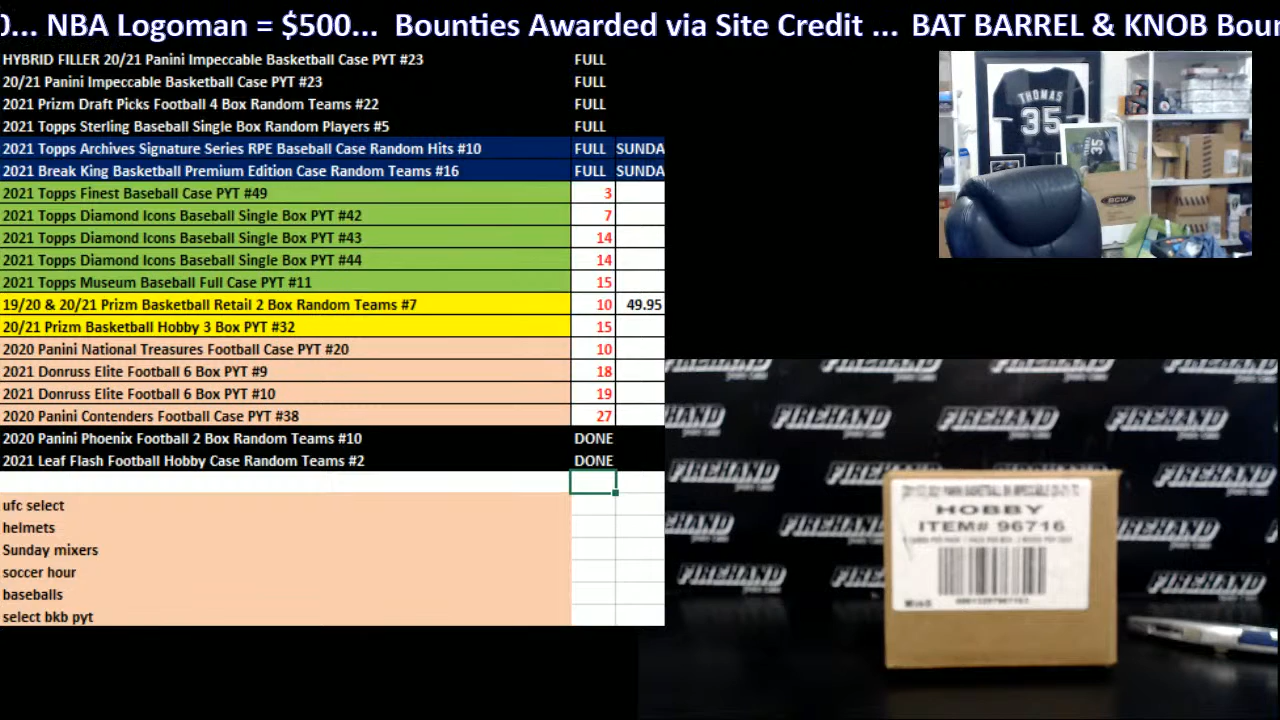 0... NBA Logoman = $500... Bounties Awarded via Site Credit ... BAT BARREL & KNOB Boun
HYBRID FILLER 20/21 Panini Impeccable Basketball Case PYT #23 FULL
20/21 Panini Impeccable Basketball Case PYT #23 FULL
2021 Prizm Draft Picks Football 4 Box Random Teams #22 FULL
2021 Topps Sterling Baseball Single Box Random Players #5 FULL
2021 Topps Archives Signature Series RPE Baseball Case Random Hits #10 FULL SUNDA
2021 Break King Basketball Premium Edition Case Random Teams #16 FULL SUNDA
2021 Topps Finest Baseball Case PYT #49 3
2021 Topps Diamond Icons Baseball Single Box PYT #42 7
2021 Topps Diamond Icons Baseball Single Box PYT #43 14
2021 Topps Diamond Icons Baseball Single Box PYT #44 14
2021 Topps Museum Baseball Full Case PYT #11 15
19/20 & 20/21 Prizm Basketball Retail 2 Box Random Teams #7 10 49.95
20/21 Prizm Basketball Hobby 3 Box PYT #32 15
2020 Panini National Treasures Football Case PYT #20 10
2021 Donruss Elite Football 6 Box PYT #9 18
2021 Donruss Elite Football 6 Box PYT #10 19
2020 Panini Contenders Football Case PYT #38 27
2020 Panini Phoenix Football 2 Box Random Teams #10 DONE
2021 Leaf Flash Football Hobby Case Random Teams #2 DONE
ufc select
helmets
Sunday mixers
soccer hour
baseballs
select bkb pyt
THOMAS
35
35
BCW
FIREHAND FIREHAND FIREHAND
FIREHAND FIREHAND
FIREHAND
HOBBY
ITEM# 96716